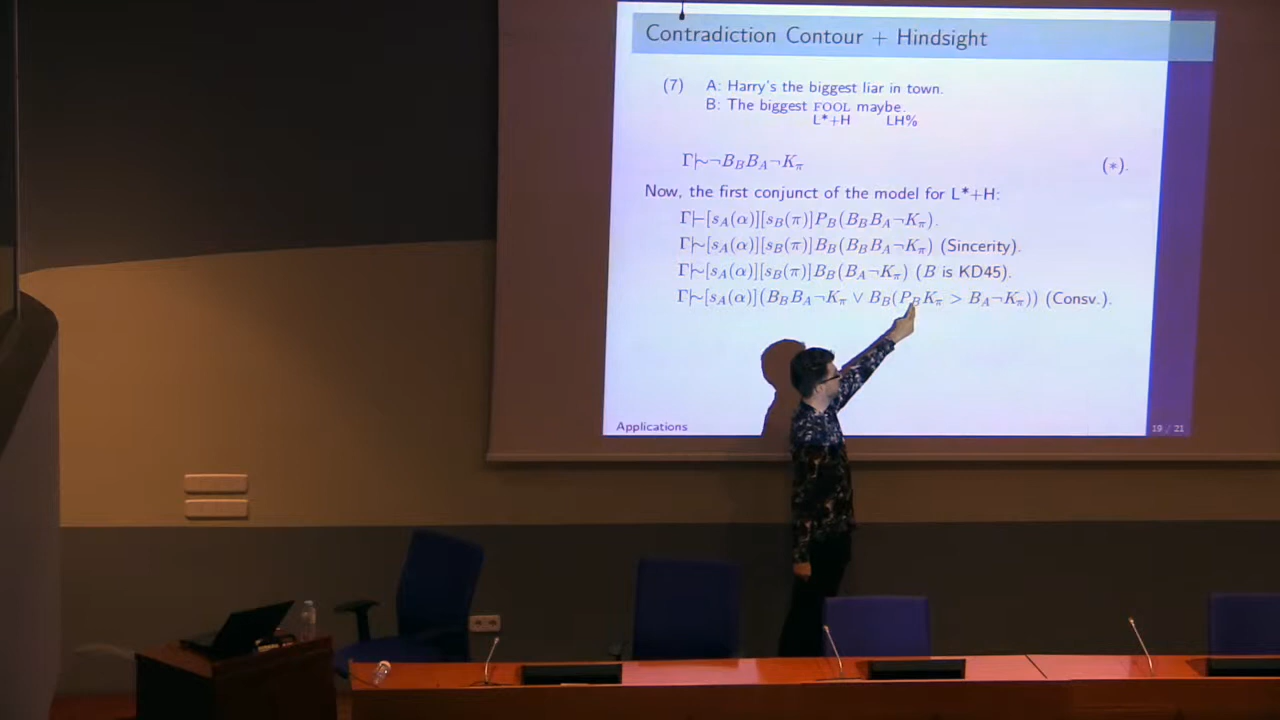 Contradiction Contour + Hindsight
(7) A: Harry's the biggest liar in town.
B: The biggest FOOL maybe.
L*+H LH%
Γ|~¬B_B B_A ¬K_π (∗).
Now, the first conjunct of the model for L*+H:
Γ⊢[s_A(α)][s_B(π)]P_B(B_B B_A ¬K_π).
Γ|~[s_A(α)][s_B(π)]B_B(B_B B_A ¬K_π) (Sincerity).
Γ|~[s_A(α)][s_B(π)]B_B(B_A ¬K_π) (B is KD45).
Γ|~[s_A(α)](B_B B_A ¬K_π ∨ B_B(P_B K_π > B_A ¬K_π)) (Consv.).
Applications 19 / 21